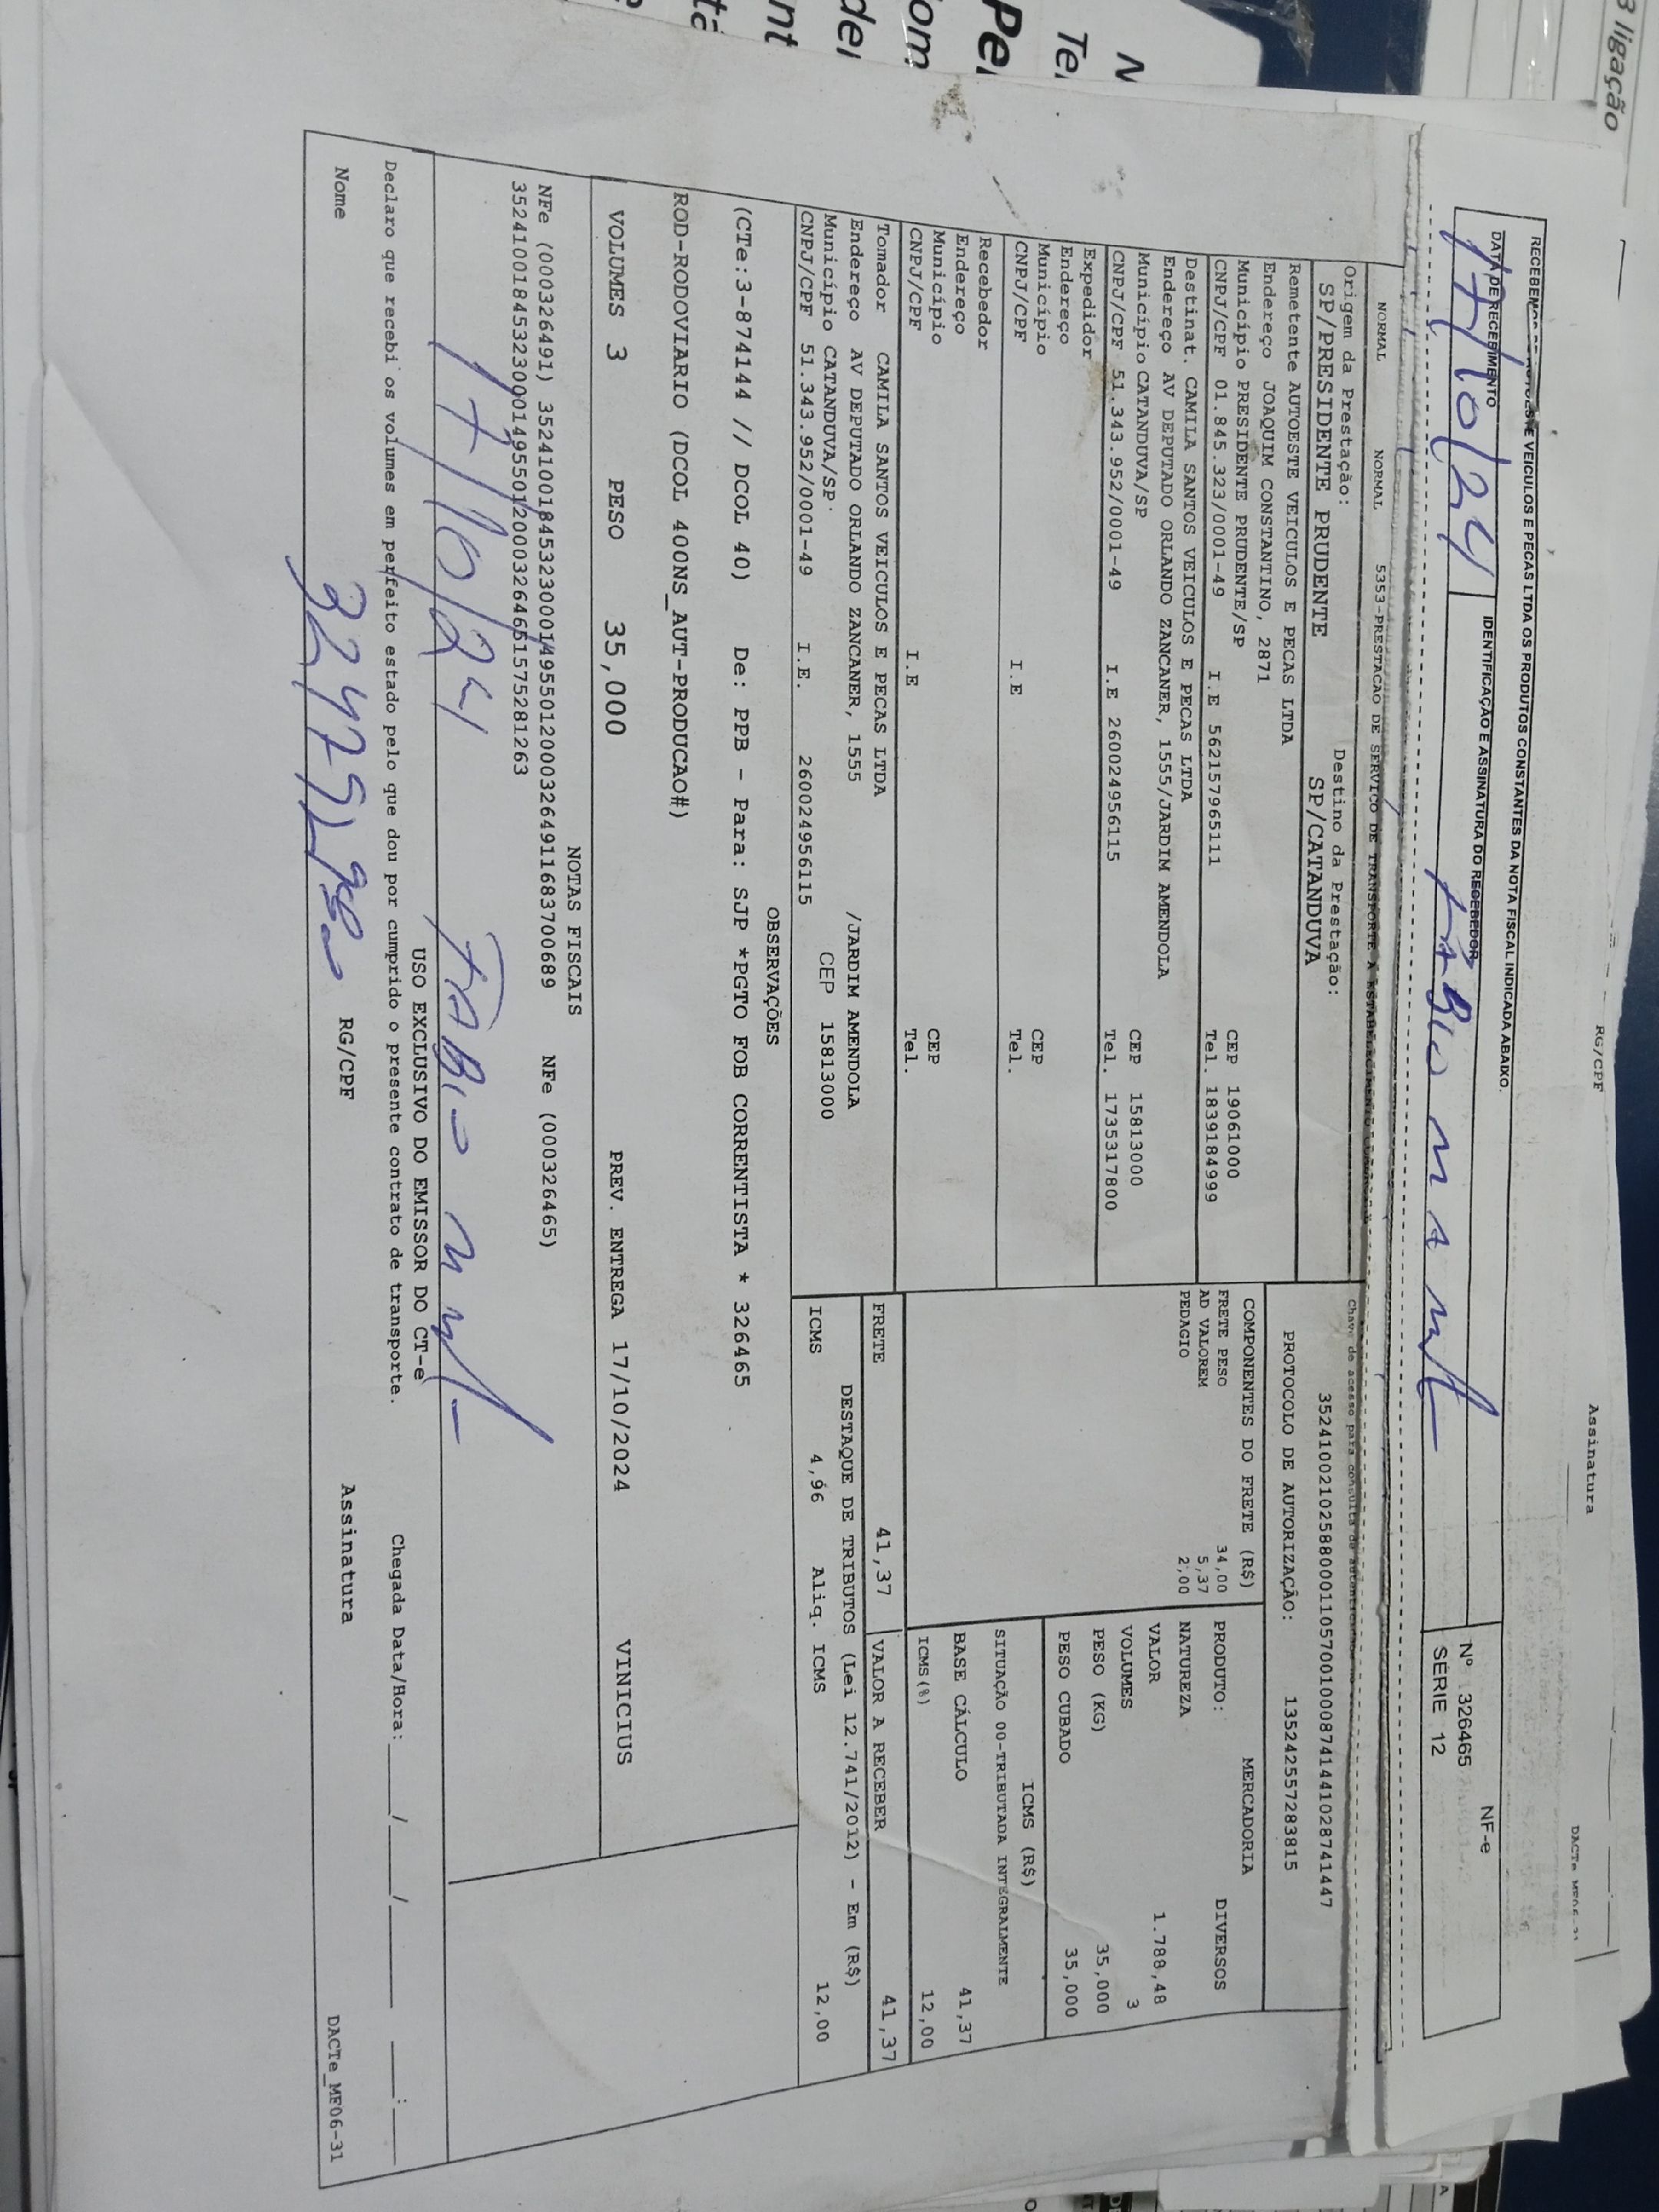 3 ligação
RG/CPF
Assinatura
RECEBEMOS DE AUTOESTE VEICULOS E PECAS LTDA OS PRODUTOS CONSTANTES DA NOTA FISCAL INDICADA ABAIXO.
DATA DE RECEBIMENTO
IDENTIFICAÇÃO E ASSINATURA DO RECEBEDOR
NF-e
17/10/24
Nº 326465
SÉRIE 12
NORMAL NORMAL 5353-PRESTACAO DE SERVICO DE TRANSPORTE A ESTABELECIMENTO
Chave de acesso para consulta de autenticidade no site
Origem da Prestação: Destino da Prestação:
SP/PRESIDENTE PRUDENTE SP/CATANDUVA
35241002102588000110570010008741441028741447
PROTOCOLO DE AUTORIZAÇÃO: 135242557283815
Remetente AUTOESTE VEICULOS E PECAS LTDA
Endereço JOAQUIM CONSTANTINO, 2871
Município PRESIDENTE PRUDENTE/SP CEP 19061000
CNPJ/CPF 01.845.323/0001-49 I.E 562157965111 Tel. 1839184999
Destinat. CAMILA SANTOS VEICULOS E PECAS LTDA
Endereço AV DEPUTADO ORLANDO ZANCANER, 1555/JARDIM AMENDOLA
Município CATANDUVA/SP CEP 15813000
CNPJ/CPF 51.343.952/0001-49 I.E 260024956115 Tel. 1735317800
Expedidor
Endereço
Município CEP
CNPJ/CPF I.E Tel.
Recebedor
Endereço
Município CEP
CNPJ/CPF I.E Tel.
Tomador CAMILA SANTOS VEICULOS E PECAS LTDA
Endereço AV DEPUTADO ORLANDO ZANCANER, 1555 /JARDIM AMENDOLA
Município CATANDUVA/SP CEP 15813000
CNPJ/CPF 51.343.952/0001-49 I.E. 260024956115
COMPONENTES DO FRETE (R$)
FRETE PESO 34,00
AD VALOREM 5,37
PEDAGIO 2,00
MERCADORIA
PRODUTO: DIVERSOS
NATUREZA
VALOR 1.788,48
VOLUMES 3
PESO (KG) 35,000
PESO CUBADO 35,000
ICMS (R$)
SITUAÇÃO 00-TRIBUTADA INTEGRALMENTE
BASE CÁLCULO 41,37
ICMS(%) 12,00
FRETE 41,37 VALOR A RECEBER 41,37
DESTAQUE DE TRIBUTOS (Lei 12.741/2012) - Em (R$)
ICMS 4,96 Aliq. ICMS 12,00
OBSERVAÇÕES
(CTe:3-874144 // DCOL 40) De: PPB - Para: SJP *PGTO FOB CORRENTISTA * 326465
ROD-RODOVIARIO (DCOL 400NS_AUT-PRODUCAO#)
VOLUMES 3 PESO 35,000 PREV. ENTREGA 17/10/2024 VINICIUS
NOTAS FISCAIS
NFe (000326491) 35241001845323000149550120003264911683700689 NFe (000326465)
35241001845323000149550120003264651575281263
17/10/24
USO EXCLUSIVO DO EMISSOR DO CT-e
Declaro que recebi os volumes em perfeito estado pelo que dou por cumprido o presente contrato de transporte. Chegada Data/Hora: ___/___/___ ___:___
Nome RG/CPF Assinatura DACTe_MF06-31